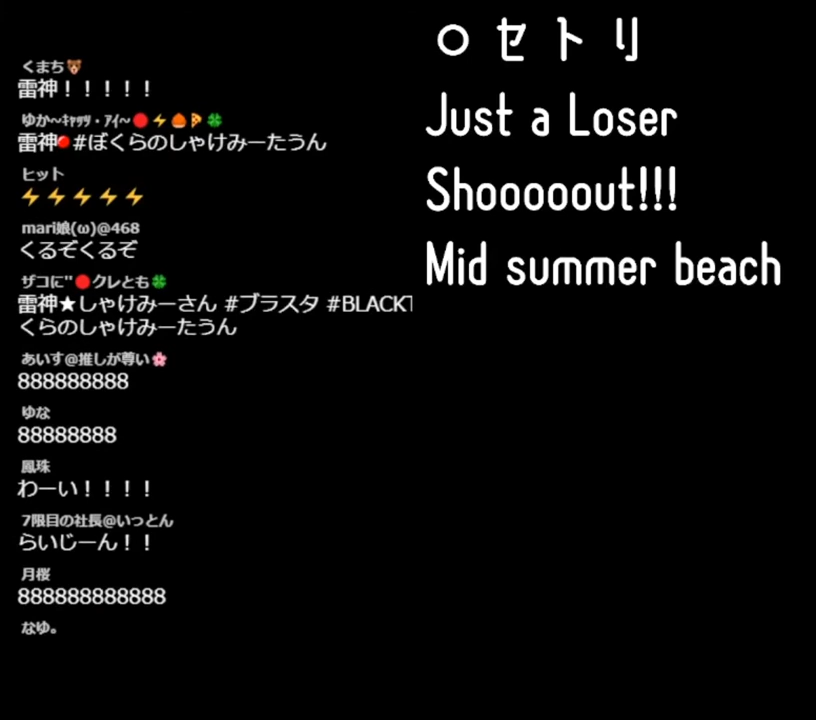 くまち🐻
雷神！！！！！
ゆか~ｷｬｯﾂ・ｱｲ~🔴⚡🌰🍕🍀
雷神🔴#ぼくらのしゃけみーたうん
ヒット
⚡⚡⚡⚡⚡
mari娘(ω)@468
くるぞくるぞ
ザコに"🔴クレとも🍀
雷神★しゃけみーさん #ブラスタ #BLACKT
くらのしゃけみーたうん
あいす@推しが尊い🌸
888888888
ゆな
88888888
鳳珠
わーい！！！！
7限目の社長@いっとん
らいじーん！！
月桜
888888888888
なゆ。
○セトリ
Just a Loser
Shooooout!!!
Mid summer beach